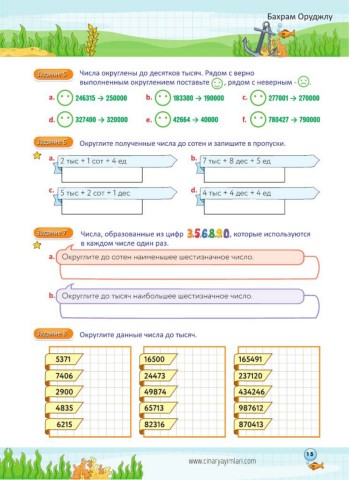 Бахрам Оруджлу
Задание 5
Числа округлены до десятков тысяч. Рядом с верно
выполненным округлением поставьте , рядом с неверным - .
a. 246315 → 250000 b. 183380 → 190000 c. 277001 → 270000
d. 327400 → 320000 e. 42664 → 40000 f. 788427 → 790000
Задание 6
Округлите полученные числа до сотен и запишите в пропуски.
a. 2 тыс + 1 сот + 4 ед b. 7 тыс + 8 дес + 5 ед
c. 5 тыс + 2 сот + 1 дес d. 4 тыс + 4 дес + 4 ед
Задание 7
Числа, образованные из цифр 3,5,6,8,9,0, которые используются
в каждом числе один раз.
a. Округлите до сотен наименьшее шестизначное число.
b. Округлите до тысяч наибольшее шестизначное число.
Задание 8
Округлите данные числа до тысяч.
5371 16500 165491
7406 24473 237120
2900 49874 434246
4835 65713 987612
6215 82316 870413
www.cinaryayimlari.com
15